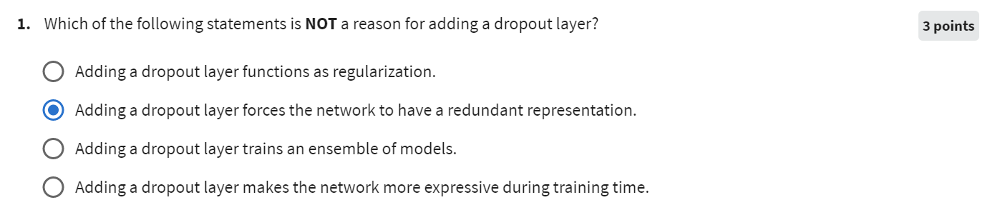 1. Which of the following statements is NOT a reason for adding a dropout layer? 3 points
Adding a dropout layer functions as regularization.
Adding a dropout layer forces the network to have a redundant representation.
Adding a dropout layer trains an ensemble of models.
Adding a dropout layer makes the network more expressive during training time.